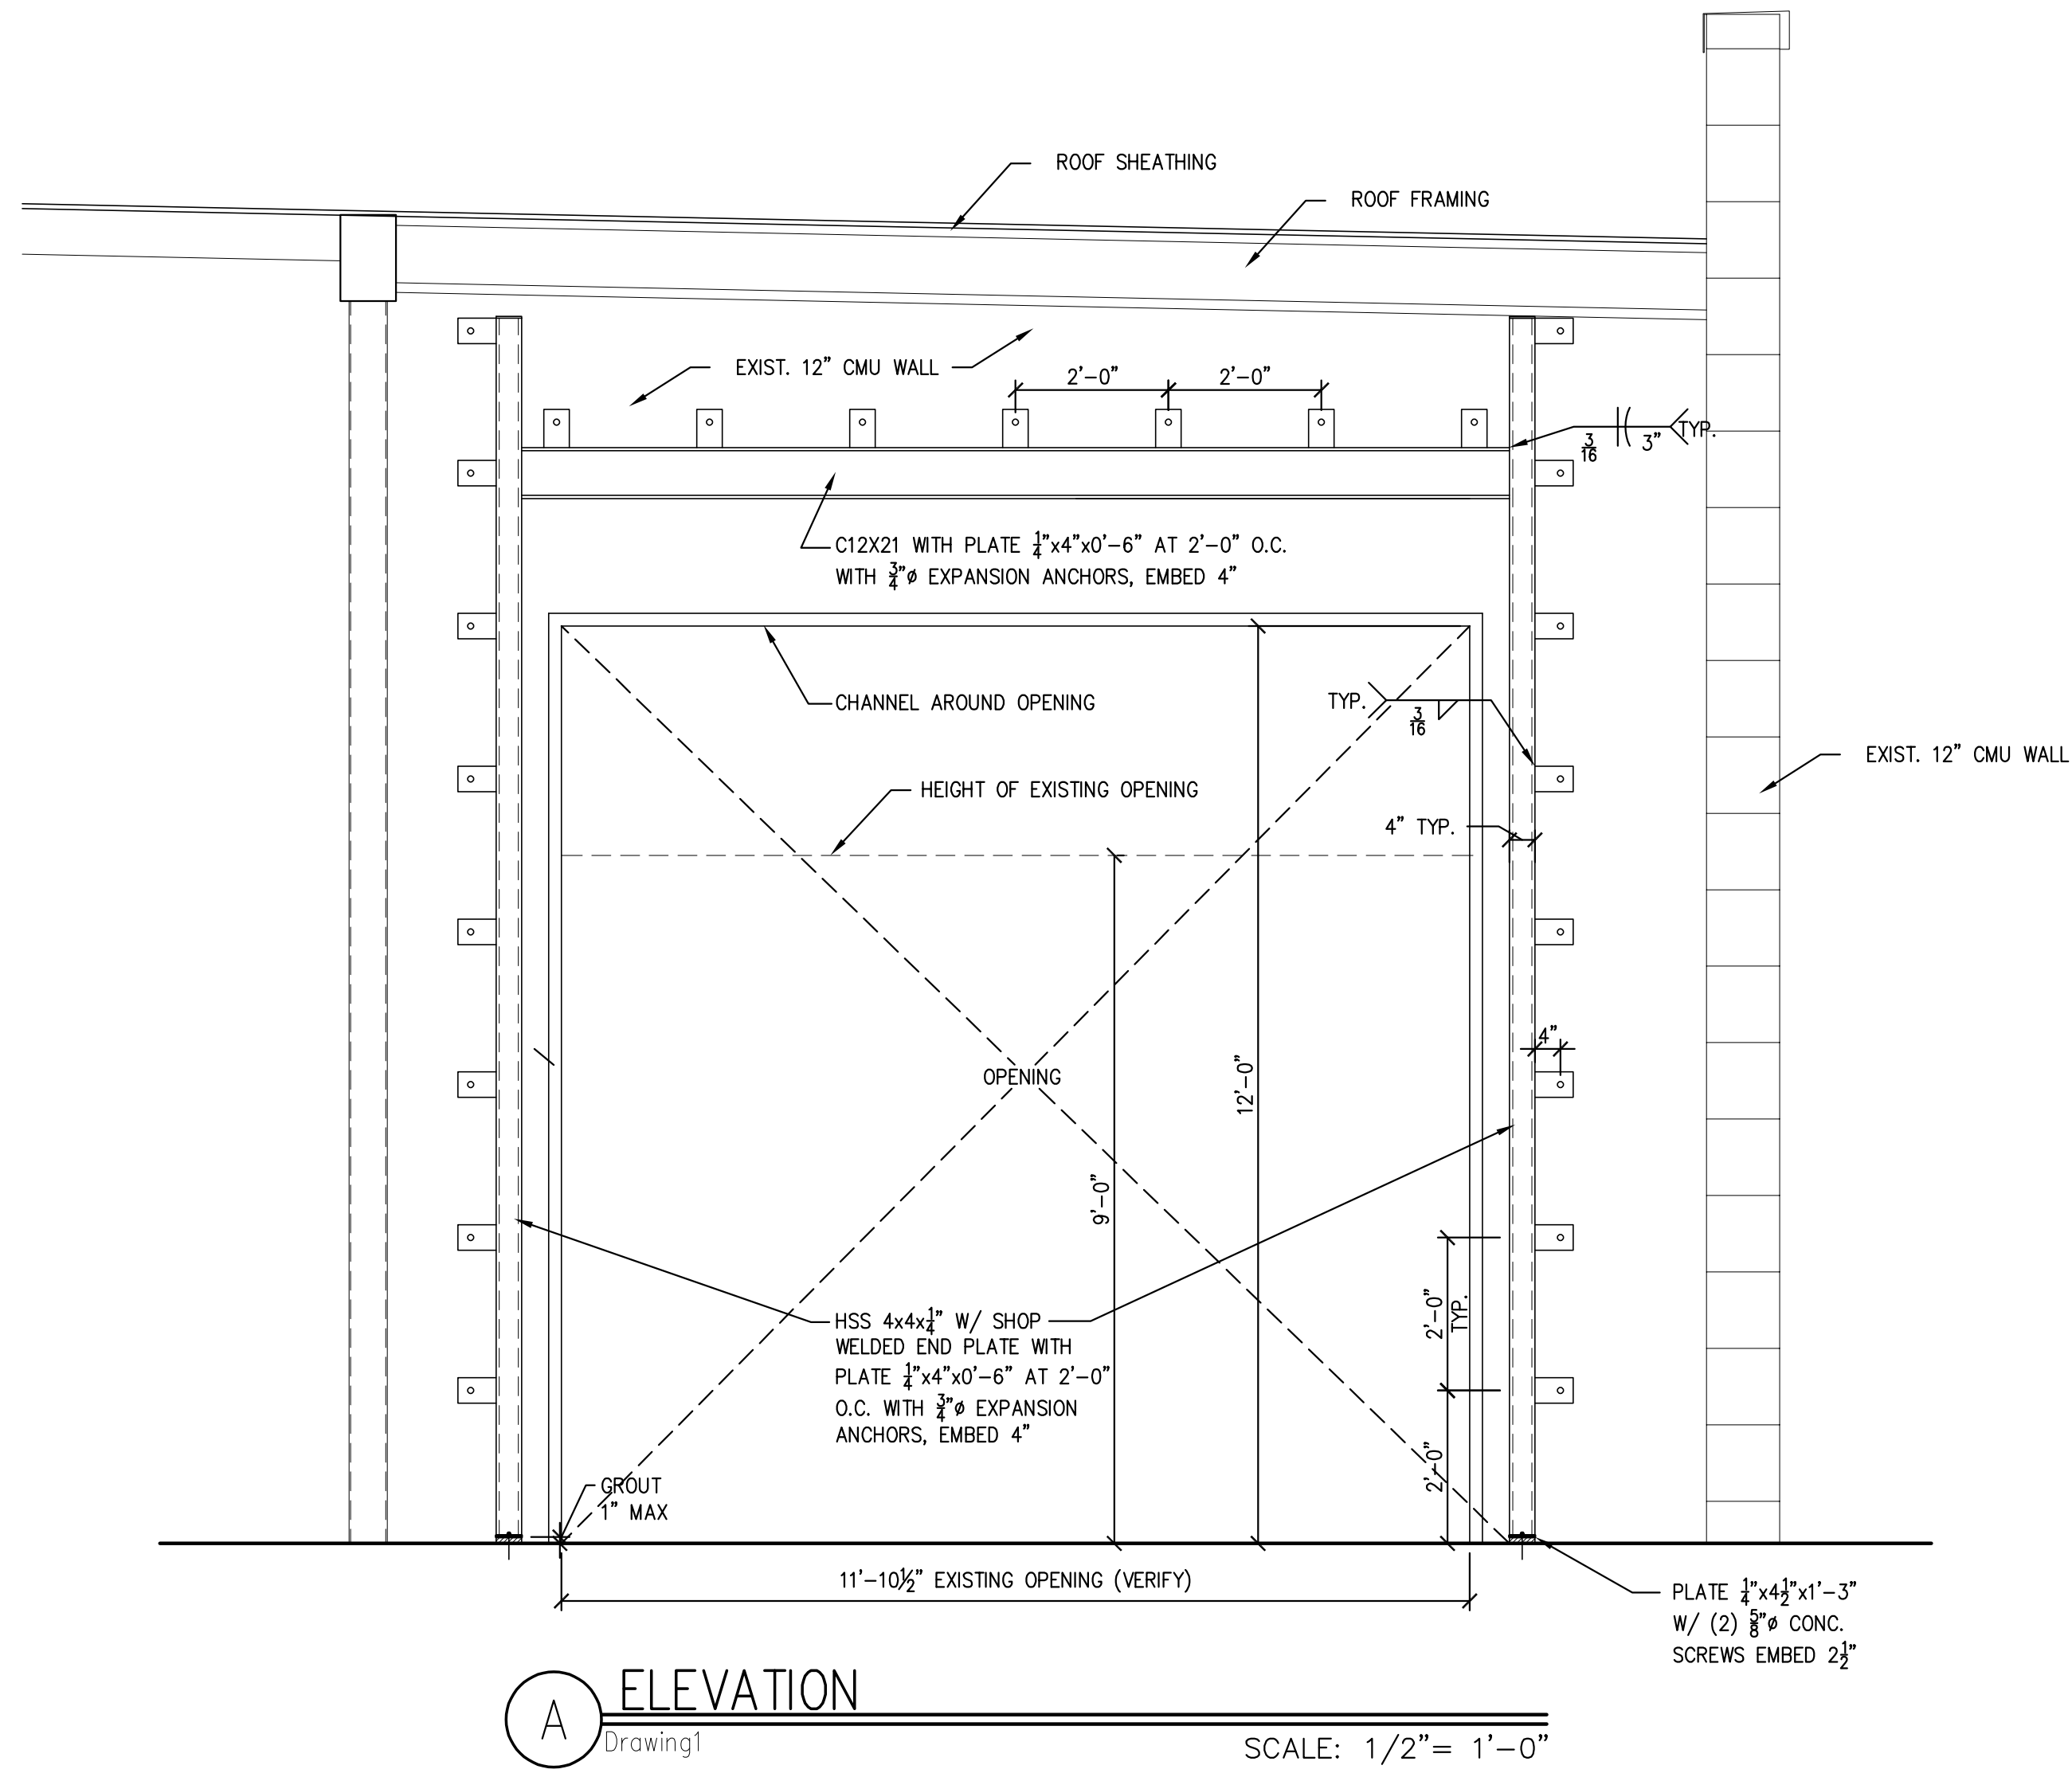 ROOF SHEATHING
ROOF FRAMING
EXIST. 12" CMU WALL
2'-0"
2'-0"
3/16
3"
TYP.
C12X21 WITH PLATE 1/4"x4"x0'-6" AT 2'-0" O.C.
WITH 3/4"ø EXPANSION ANCHORS, EMBED 4"
CHANNEL AROUND OPENING
TYP.
3/16
EXIST. 12" CMU WALL
HEIGHT OF EXISTING OPENING
4" TYP.
4"
OPENING
12'-0"
9'-0"
2'-0"
TYP.
HSS 4x4x1/4" W/ SHOP
WELDED END PLATE WITH
PLATE 1/4"x4"x0'-6" AT 2'-0"
O.C. WITH 3/4"ø EXPANSION
ANCHORS, EMBED 4"
2'-0"
GROUT
1" MAX
11'-10½" EXISTING OPENING (VERIFY)
PLATE 1/4"x4 1/2"x1'-3"
W/ (2) 5/8"ø CONC.
SCREWS EMBED 2 1/2"
A
ELEVATION
Drawing1
SCALE: 1/2"= 1'-0"